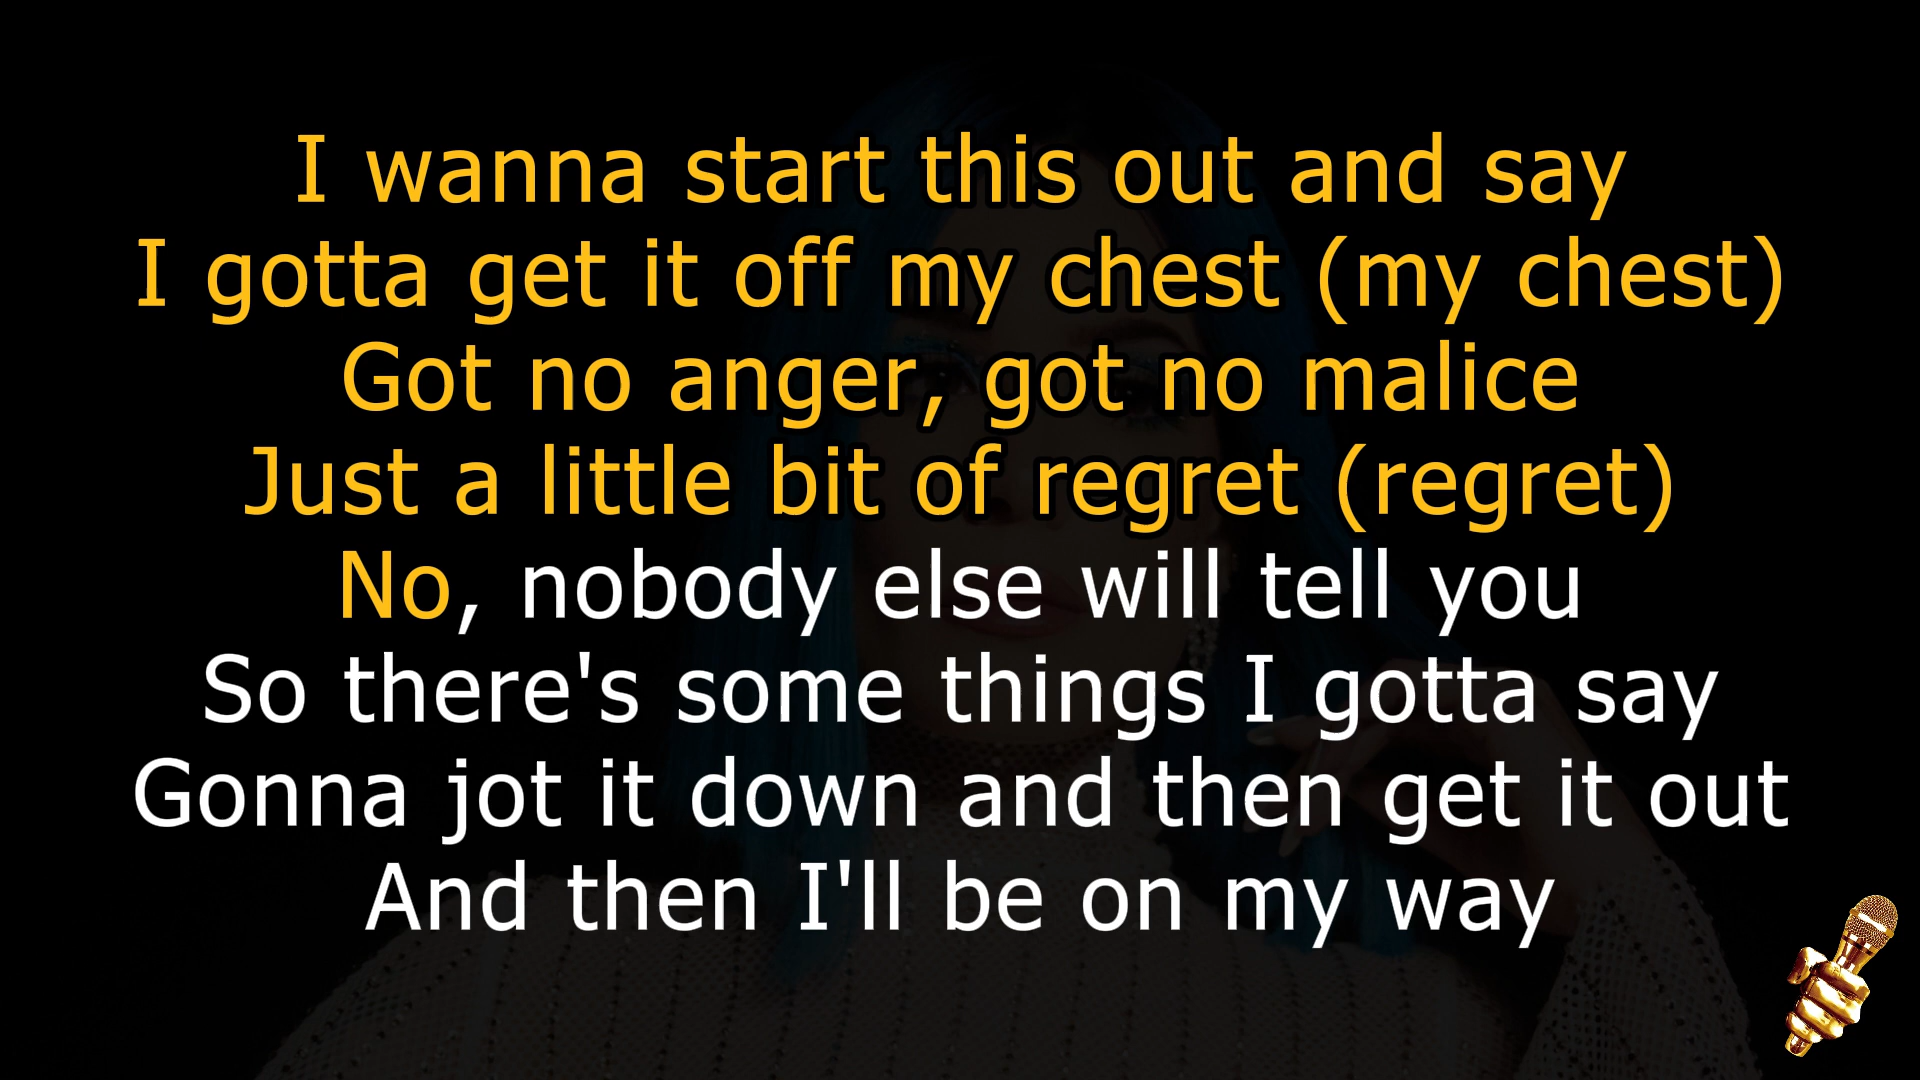 I wanna start this out and say
I gotta get it off my chest (my chest)
Got no anger, got no malice
Just a little bit of regret (regret)
No, nobody else will tell you
So there's some things I gotta say
Gonna jot it down and then get it out
And then I'll be on my way